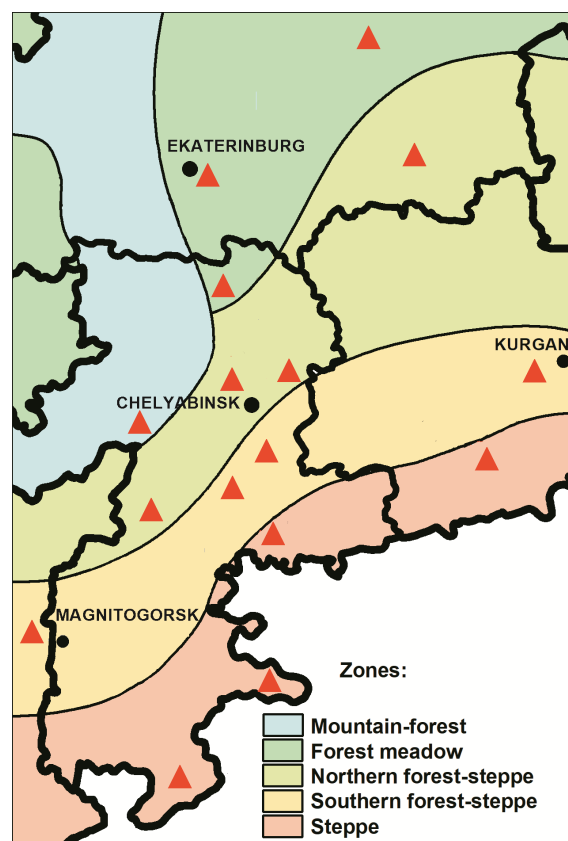 EKATERINBURG
KURGAN
CHELYABINSK
MAGNITOGORSK
Zones:
Mountain-forest
Forest meadow
Northern forest-steppe
Southern forest-steppe
Steppe